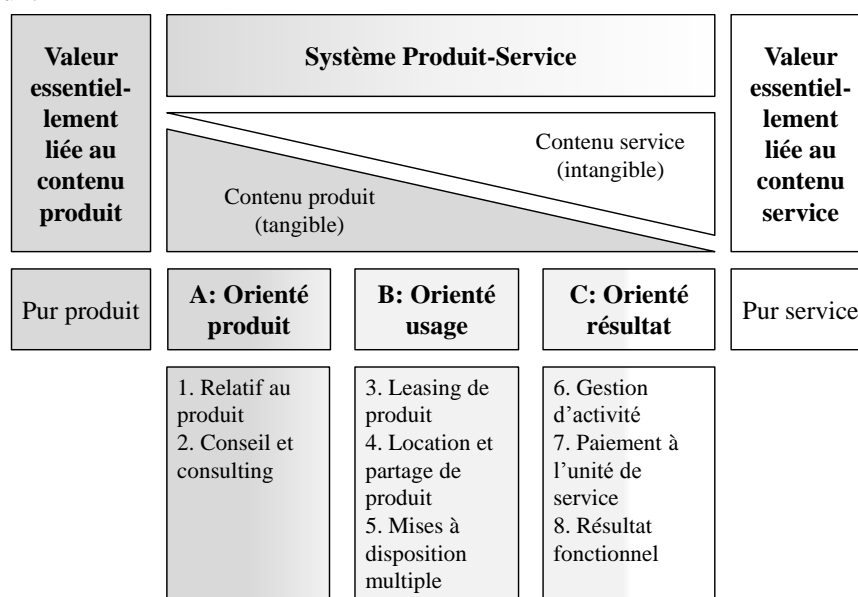 Valeur
essentiel-
lement
liée au
contenu
produit
Système Produit-Service
Contenu service
(intangible)
Contenu produit
(tangible)
Valeur
essentiel-
lement
liée au
contenu
service
Pur produit
A: Orienté
produit
B: Orienté
usage
C: Orienté
résultat
Pur service
1. Relatif au
produit
2. Conseil et
consulting
3. Leasing de
produit
4. Location et
partage de
produit
5. Mises à
disposition
multiple
6. Gestion
d’activité
7. Paiement à
l’unité de
service
8. Résultat
fonctionnel